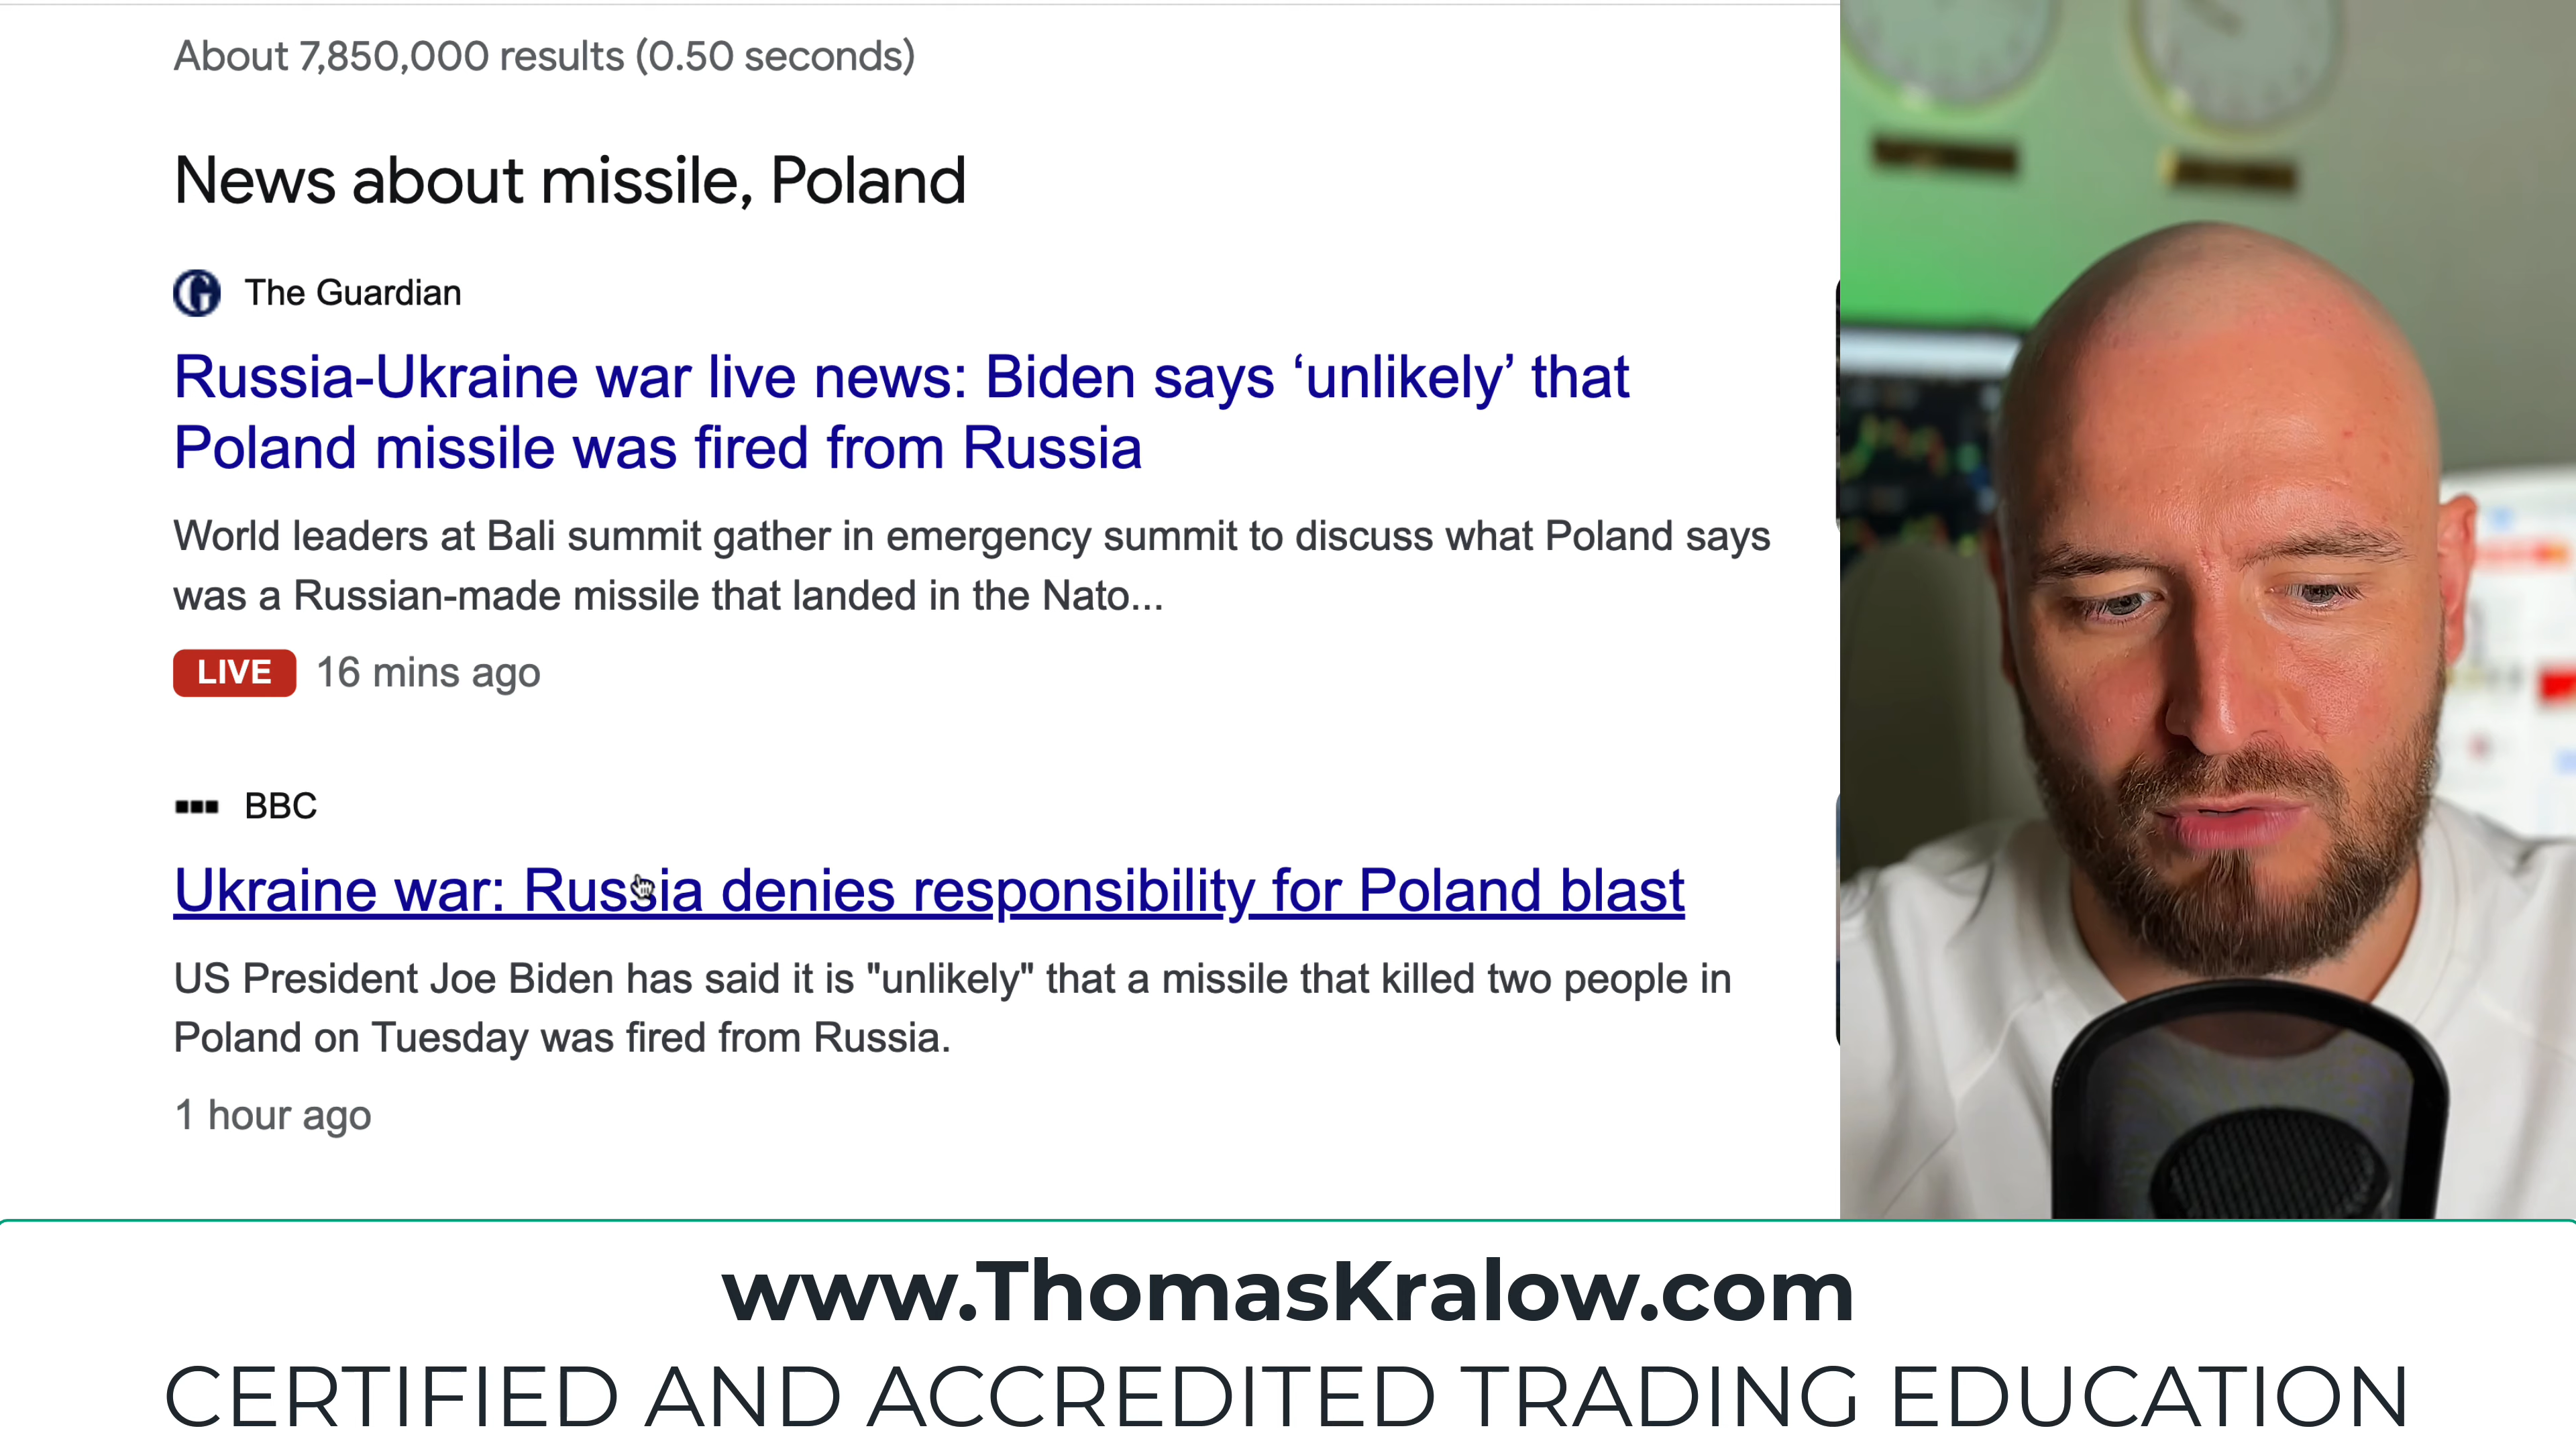 About 7,850,000 results (0.50 seconds)
News about missile, Poland
The Guardian
Russia-Ukraine war live news: Biden says ‘unlikely’ that
Poland missile was fired from Russia
World leaders at Bali summit gather in emergency summit to discuss what Poland says
was a Russian-made missile that landed in the Nato...
LIVE 16 mins ago
BBC
Ukraine war: Russia denies responsibility for Poland blast
US President Joe Biden has said it is "unlikely" that a missile that killed two people in
Poland on Tuesday was fired from Russia.
1 hour ago
www.ThomasKralow.com
CERTIFIED AND ACCREDITED TRADING EDUCATION